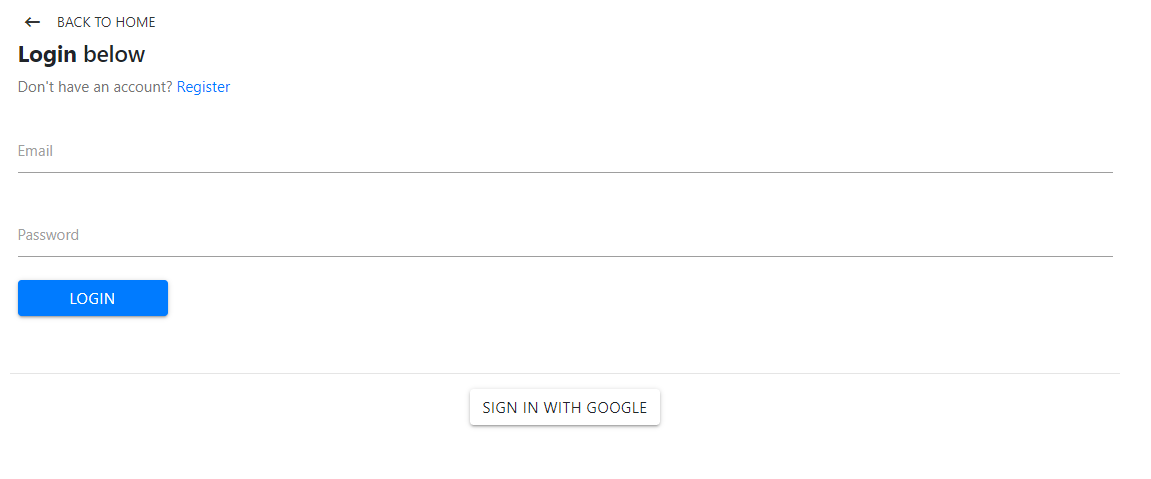 BACK TO HOME
Login below
Don't have an account? Register
Email
Password
LOGIN
SIGN IN WITH GOOGLE